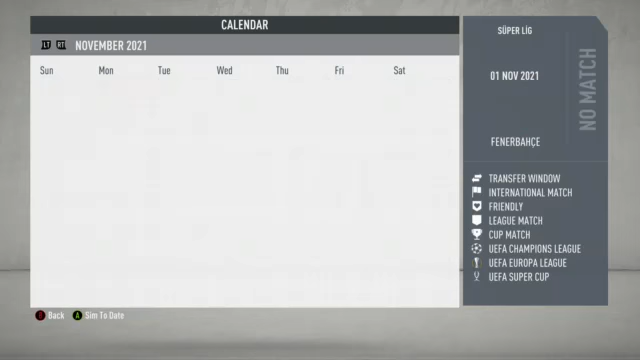 CALENDAR
LT RT NOVEMBER 2021
Sun Mon Tue Wed Thu Fri Sat
SÜPER LİG
01 NOV 2021
NO MATCH
FENERBAHÇE
TRANSFER WINDOW
INTERNATIONAL MATCH
FRIENDLY
LEAGUE MATCH
CUP MATCH
UEFA CHAMPIONS LEAGUE
UEFA EUROPA LEAGUE
UEFA SUPER CUP
B Back A Sim To Date